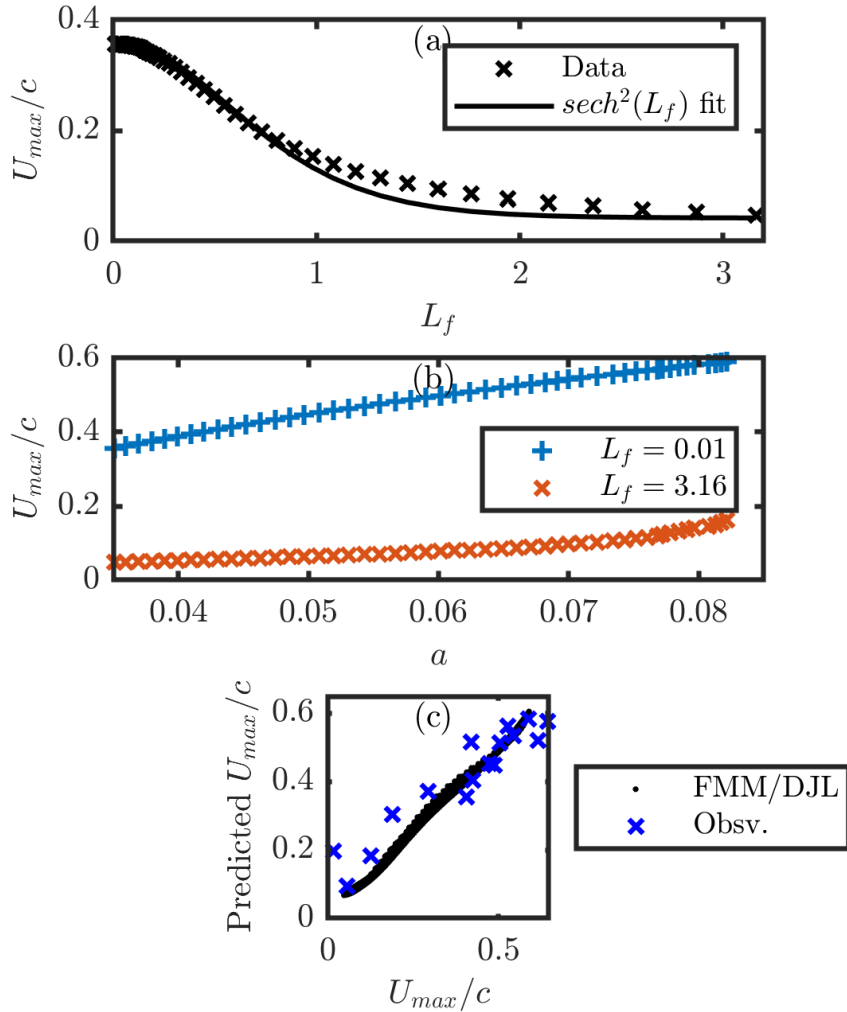 (a)
0.4
0.2
0
U_max/c
× Data
sech²(L_f) fit
0 1 2 3
L_f
(b)
0.6
0.4
0.2
0
U_max/c
L_f = 0.01
L_f = 3.16
0.04 0.05 0.06 0.07 0.08
a
(c)
0.6
0.4
0.2
0
Predicted U_max/c
0 0.5
U_max/c
FMM/DJL
Obsv.